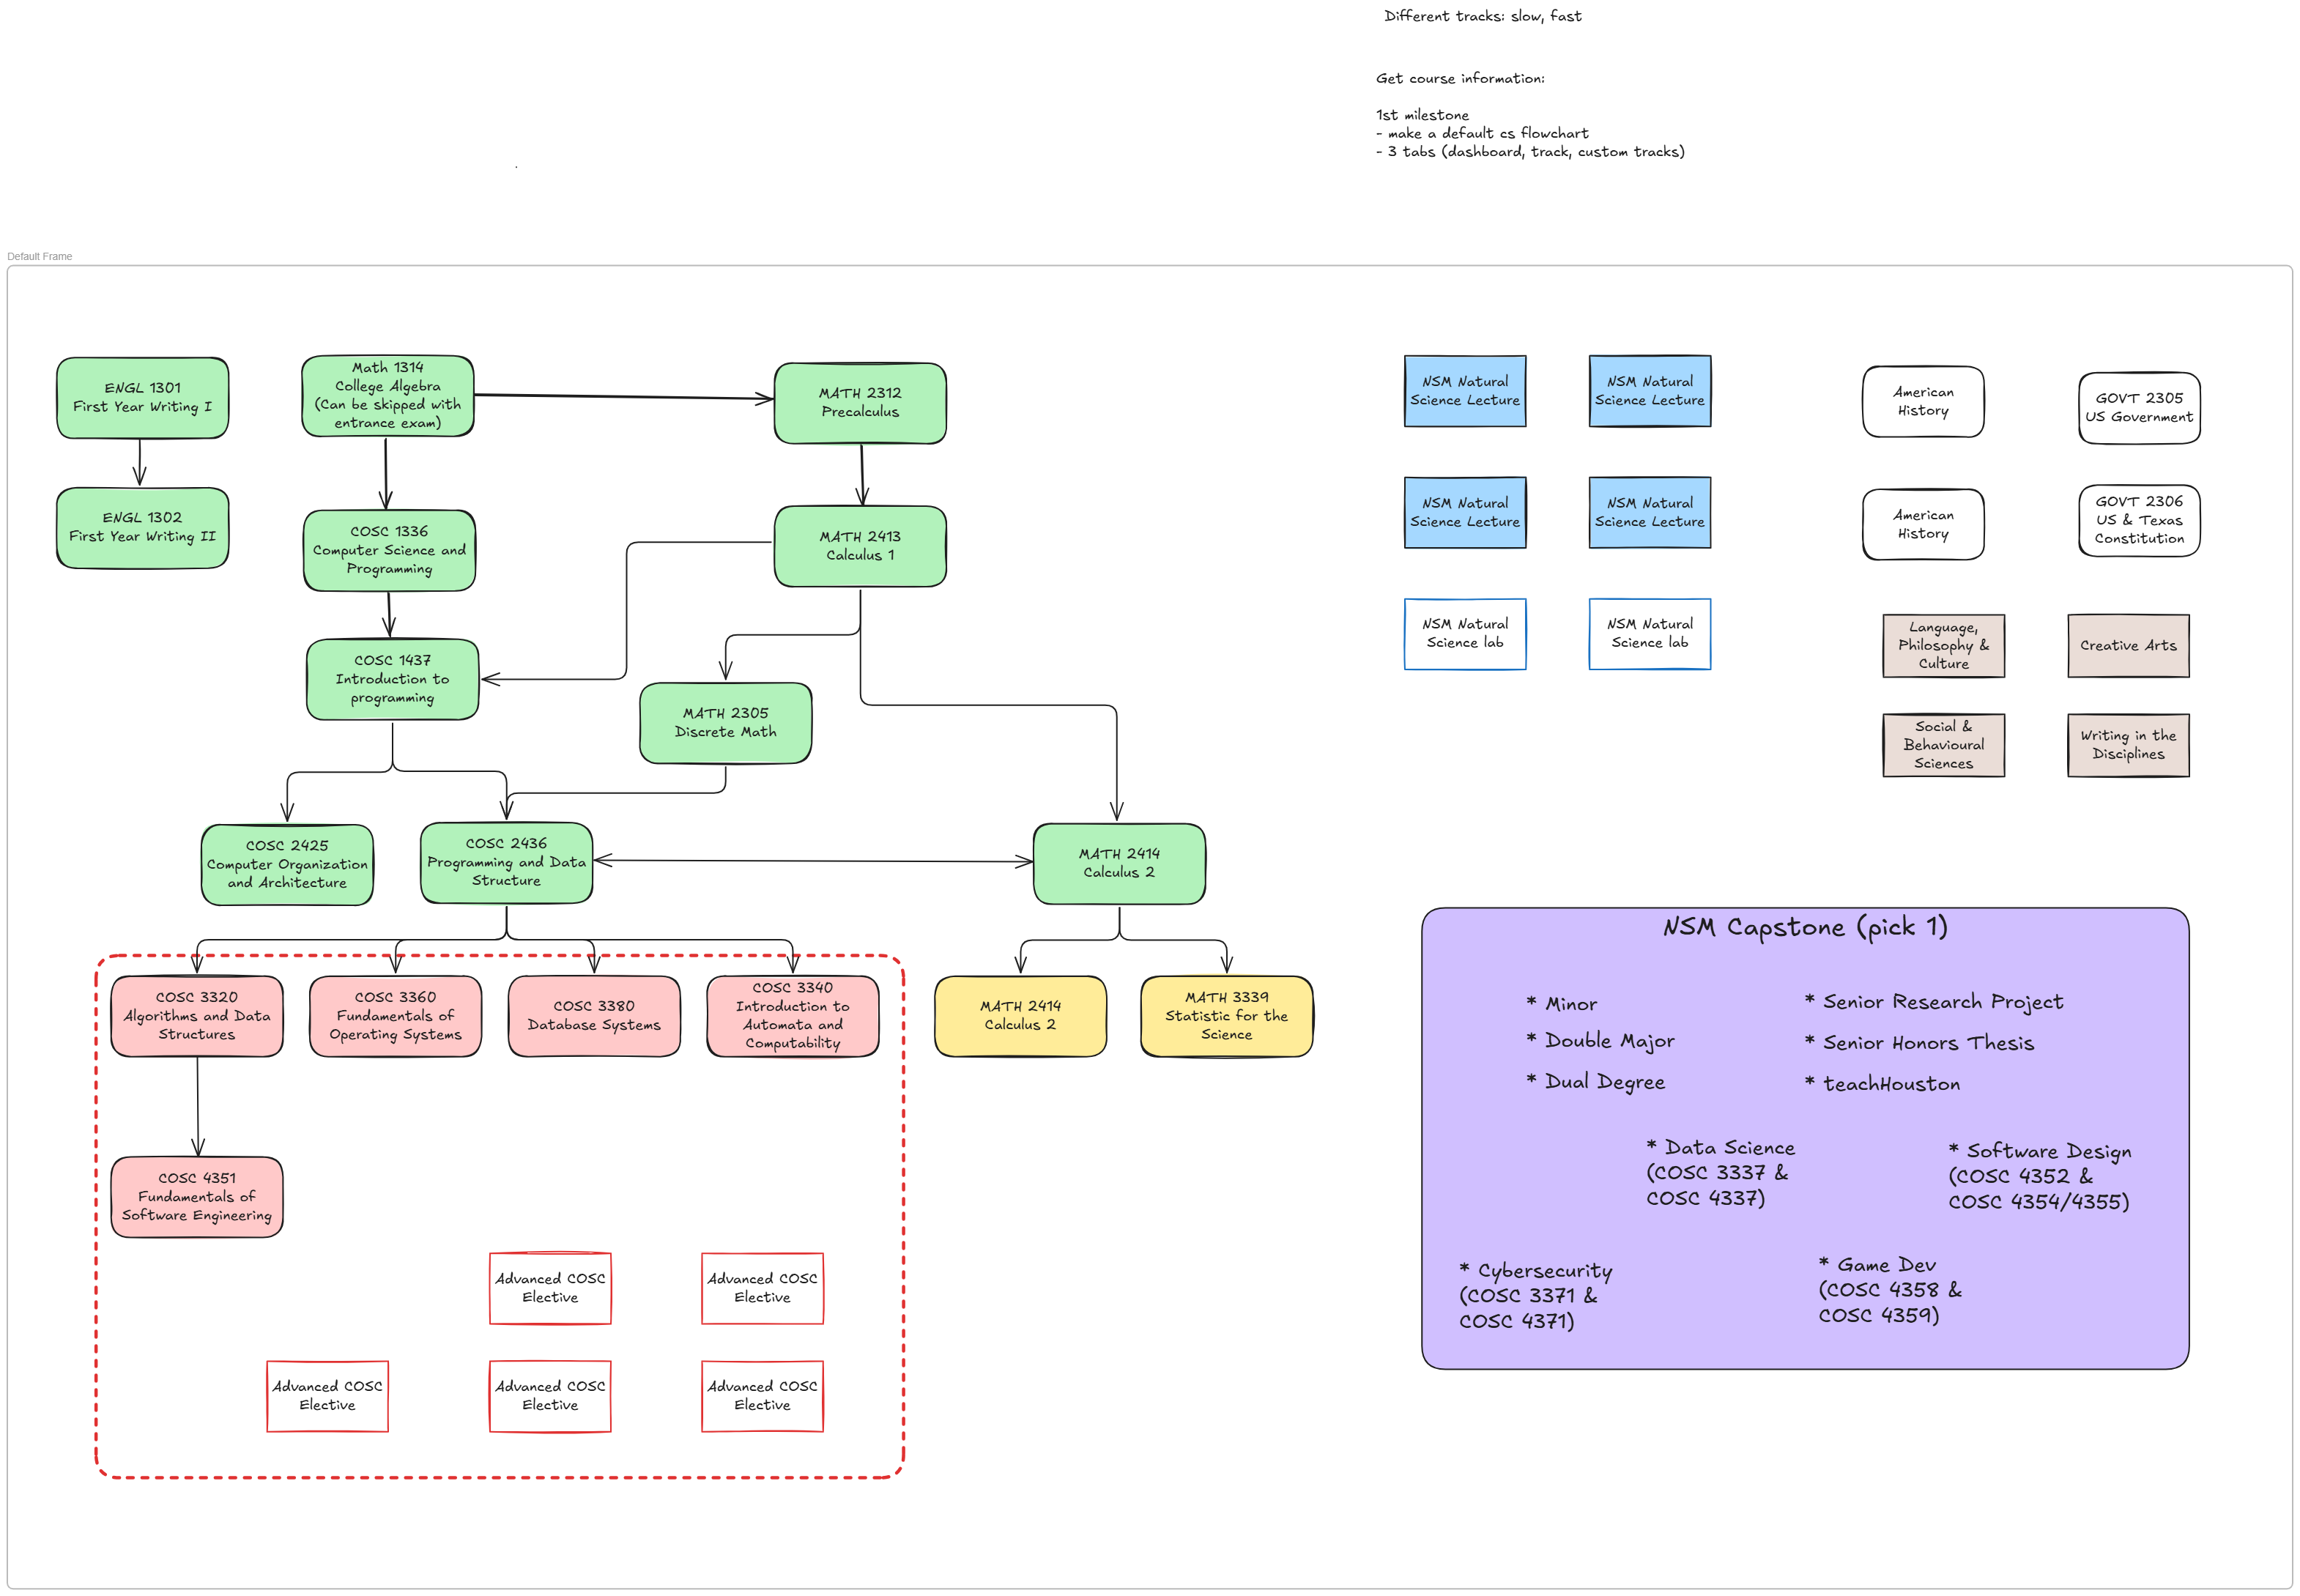 Different tracks: slow, fast
Get course information:
1st milestone
- make a default cs flowchart
- 3 tabs (dashboard, track, custom tracks)
Default Frame
ENGL 1301
First Year Writing I
Math 1314
College Algebra
(Can be skipped with
entrance exam)
MATH 2312
Precalculus
NSM Natural
Science Lecture
NSM Natural
Science Lecture
American
History
GOVT 2305
US Government
ENGL 1302
First Year Writing II
COSC 1336
Computer Science and
Programming
MATH 2413
Calculus 1
NSM Natural
Science Lecture
NSM Natural
Science Lecture
American
History
GOVT 2306
US & Texas
Constitution
COSC 1437
Introduction to
programming
MATH 2305
Discrete Math
NSM Natural
Science lab
NSM Natural
Science lab
Language,
Philosophy &
Culture
Creative Arts
Social &
Behavioural
Sciences
Writing in the
Disciplines
COSC 2425
Computer Organization
and Architecture
COSC 2436
Programming and Data
Structure
MATH 2414
Calculus 2
COSC 3320
Algorithms and Data
Structures
COSC 3360
Fundamentals of
Operating Systems
COSC 3380
Database Systems
COSC 3340
Introduction to
Automata and
Computability
MATH 2414
Calculus 2
MATH 3339
Statistic for the
Science
COSC 4351
Fundamentals of
Software Engineering
Advanced COSC
Elective
Advanced COSC
Elective
Advanced COSC
Elective
Advanced COSC
Elective
Advanced COSC
Elective
NSM Capstone (pick 1)
* Minor
* Double Major
* Dual Degree
* Senior Research Project
* Senior Honors Thesis
* teachHouston
* Data Science
(COSC 3337 &
COSC 4337)
* Software Design
(COSC 4352 &
COSC 4354/4355)
* Cybersecurity
(COSC 3371 &
COSC 4371)
* Game Dev
(COSC 4358 &
COSC 4359)